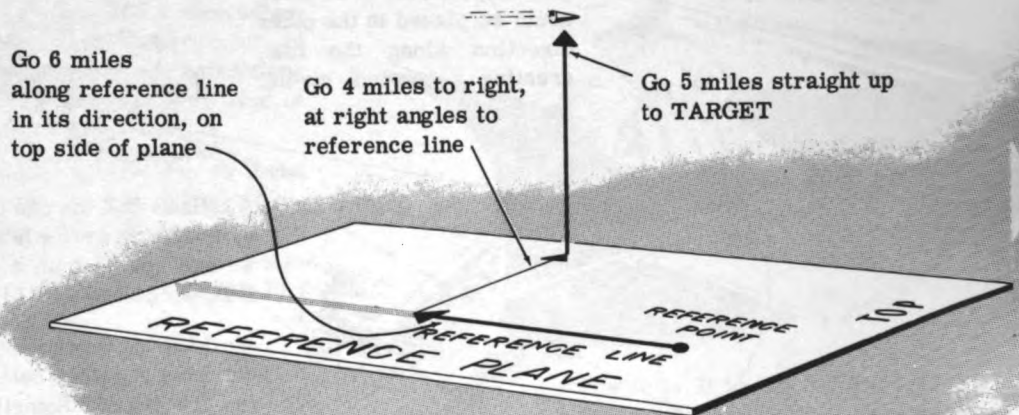 Go 6 miles
along reference line
in its direction, on
top side of plane
Go 4 miles to right,
at right angles to
reference line
Go 5 miles straight up
to TARGET
REFERENCE
POINT
TOP
REFERENCE LINE
REFERENCE PLANE